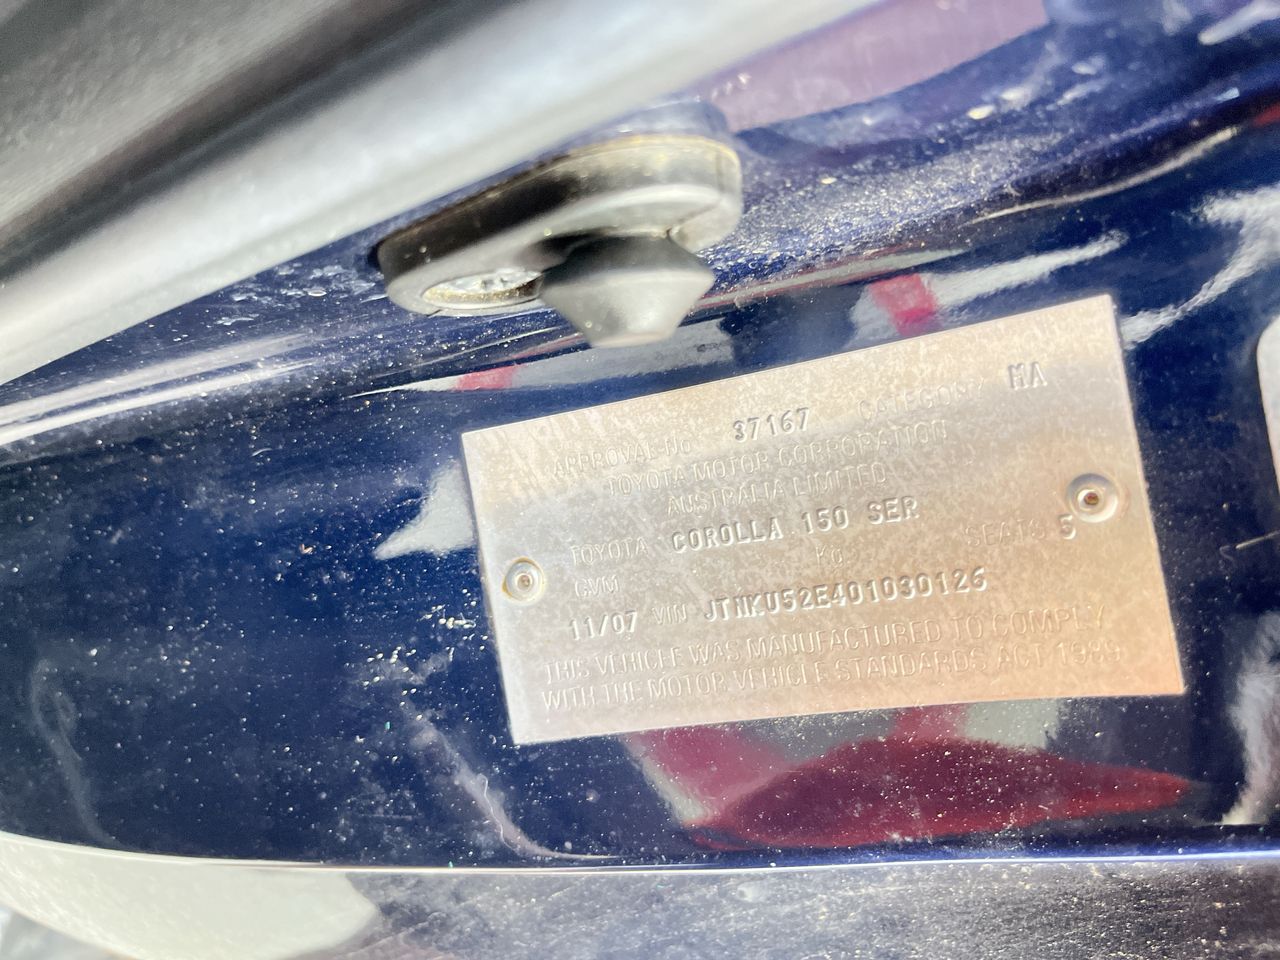 APPROVAL No 37167 CATEGORY MA
TOYOTA MOTOR CORPORATION
AUSTRALIA LIMITED
TOYOTA COROLLA 150 SER
GVM KG SEATS 5
11/07 VIN JTNKU52E401030126
THIS VEHICLE WAS MANUFACTURED TO COMPLY
WITH THE MOTOR VEHICLE STANDARDS ACT 1989